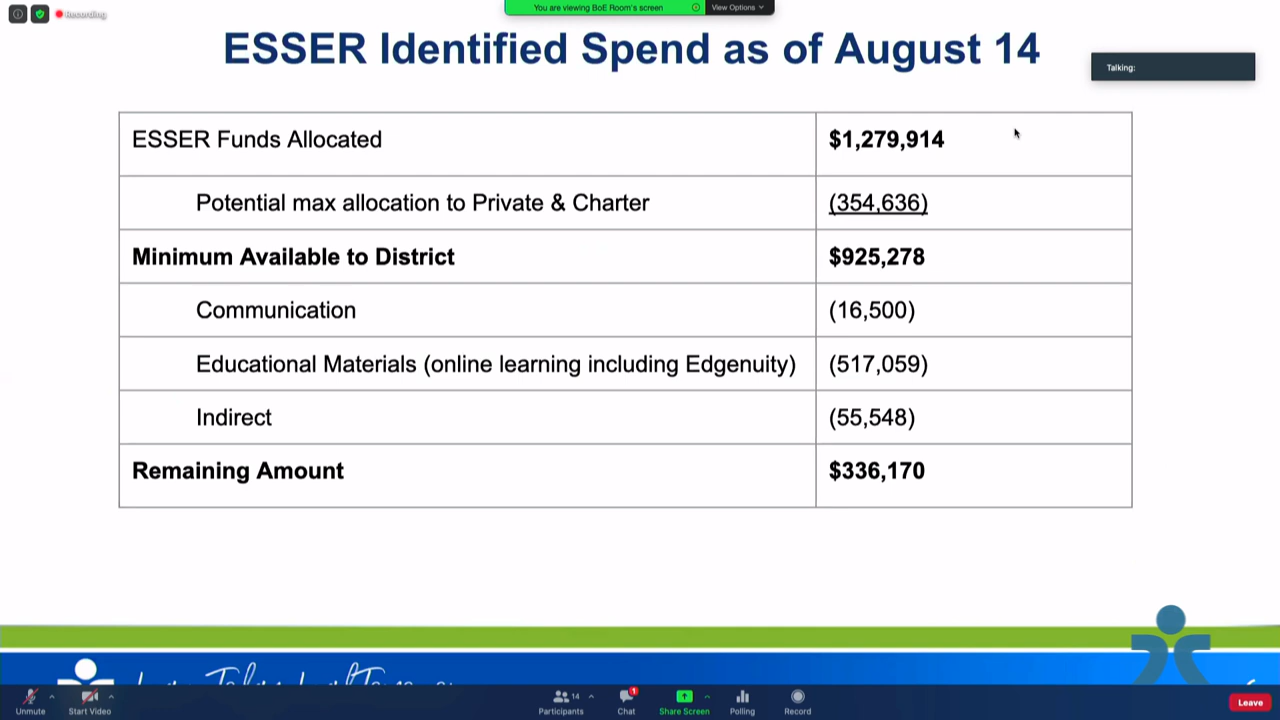 Recording
You are viewing BoE Room's screen
View Options
ESSER Identified Spend as of August 14
Talking:
ESSER Funds Allocated $1,279,914
Potential max allocation to Private & Charter (354,636)
Minimum Available to District $925,278
Communication (16,500)
Educational Materials (online learning including Edgenuity) (517,059)
Indirect (55,548)
Remaining Amount $336,170
Unmute
Start Video
14
Participants
1
Chat
Share Screen
Polling
Record
Leave